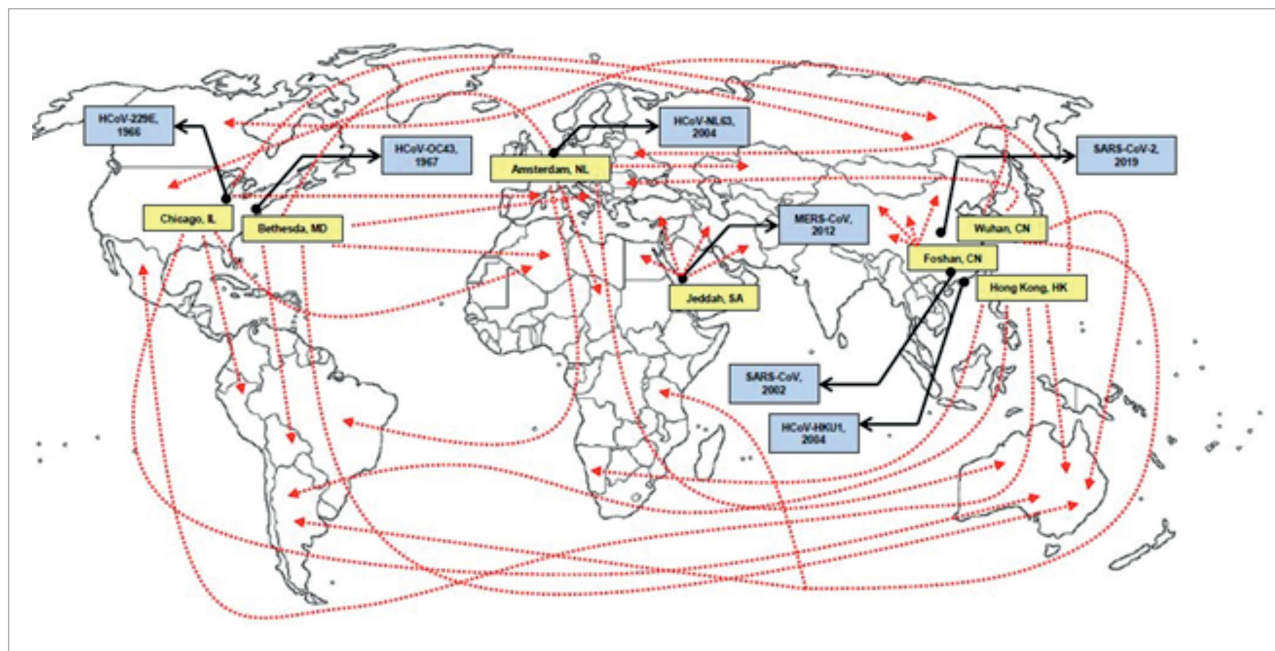 HCoV-229E,
1966
HCoV-OC43,
1967
HCoV-NL63,
2004
SARS-CoV-2,
2019
Amsterdam, NL
Chicago, IL
Bethesda, MD
MERS-CoV,
2012
Wuhan, CN
Foshan, CN
Jeddah, SA
Hong Kong, HK
SARS-CoV,
2002
HCoV-HKU1,
2004